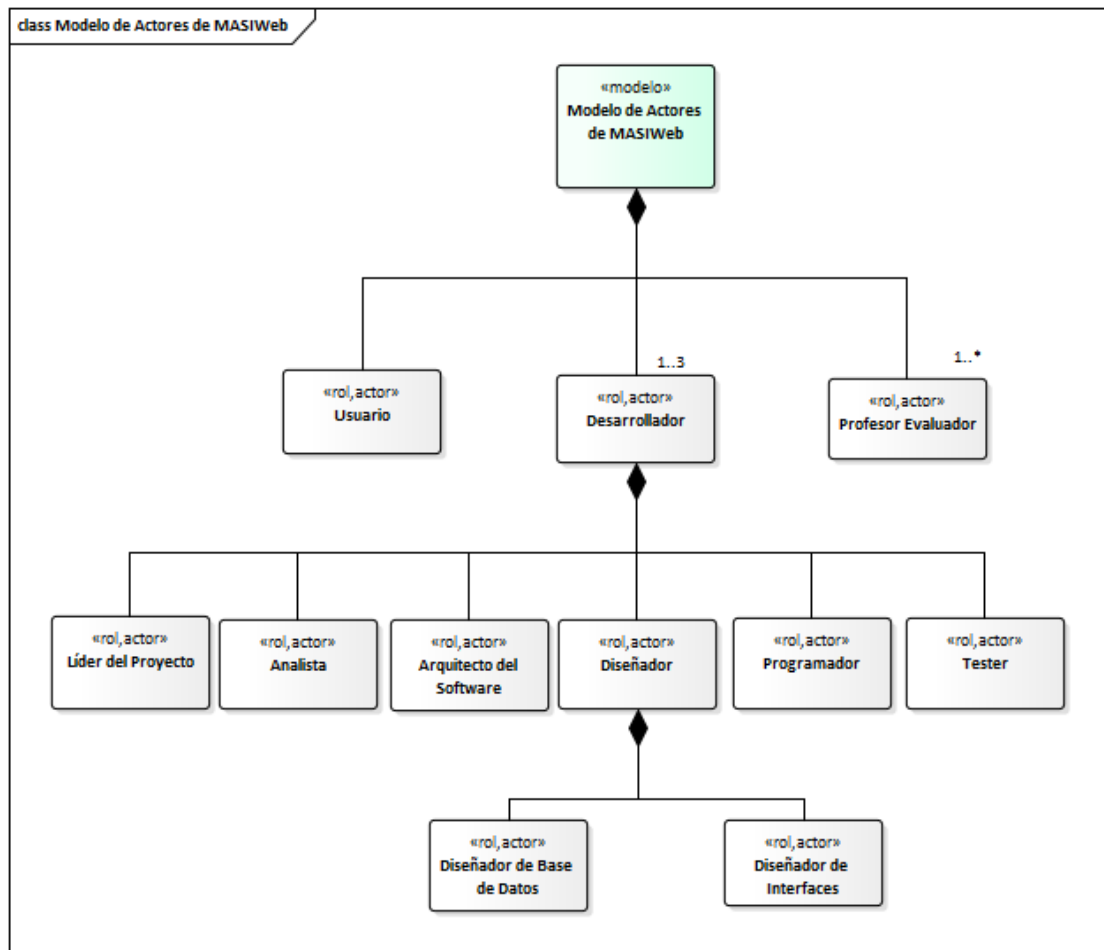 class Modelo de Actores de MASIWeb
«modelo»
Modelo de Actores
de MASIWeb
1..3
1..*
«rol,actor»
Usuario
«rol,actor»
Desarrollador
«rol,actor»
Profesor Evaluador
«rol,actor»
Líder del Proyecto
«rol,actor»
Analista
«rol,actor»
Arquitecto del
Software
«rol,actor»
Diseñador
«rol,actor»
Programador
«rol,actor»
Tester
«rol,actor»
Diseñador de Base
de Datos
«rol,actor»
Diseñador de
Interfaces